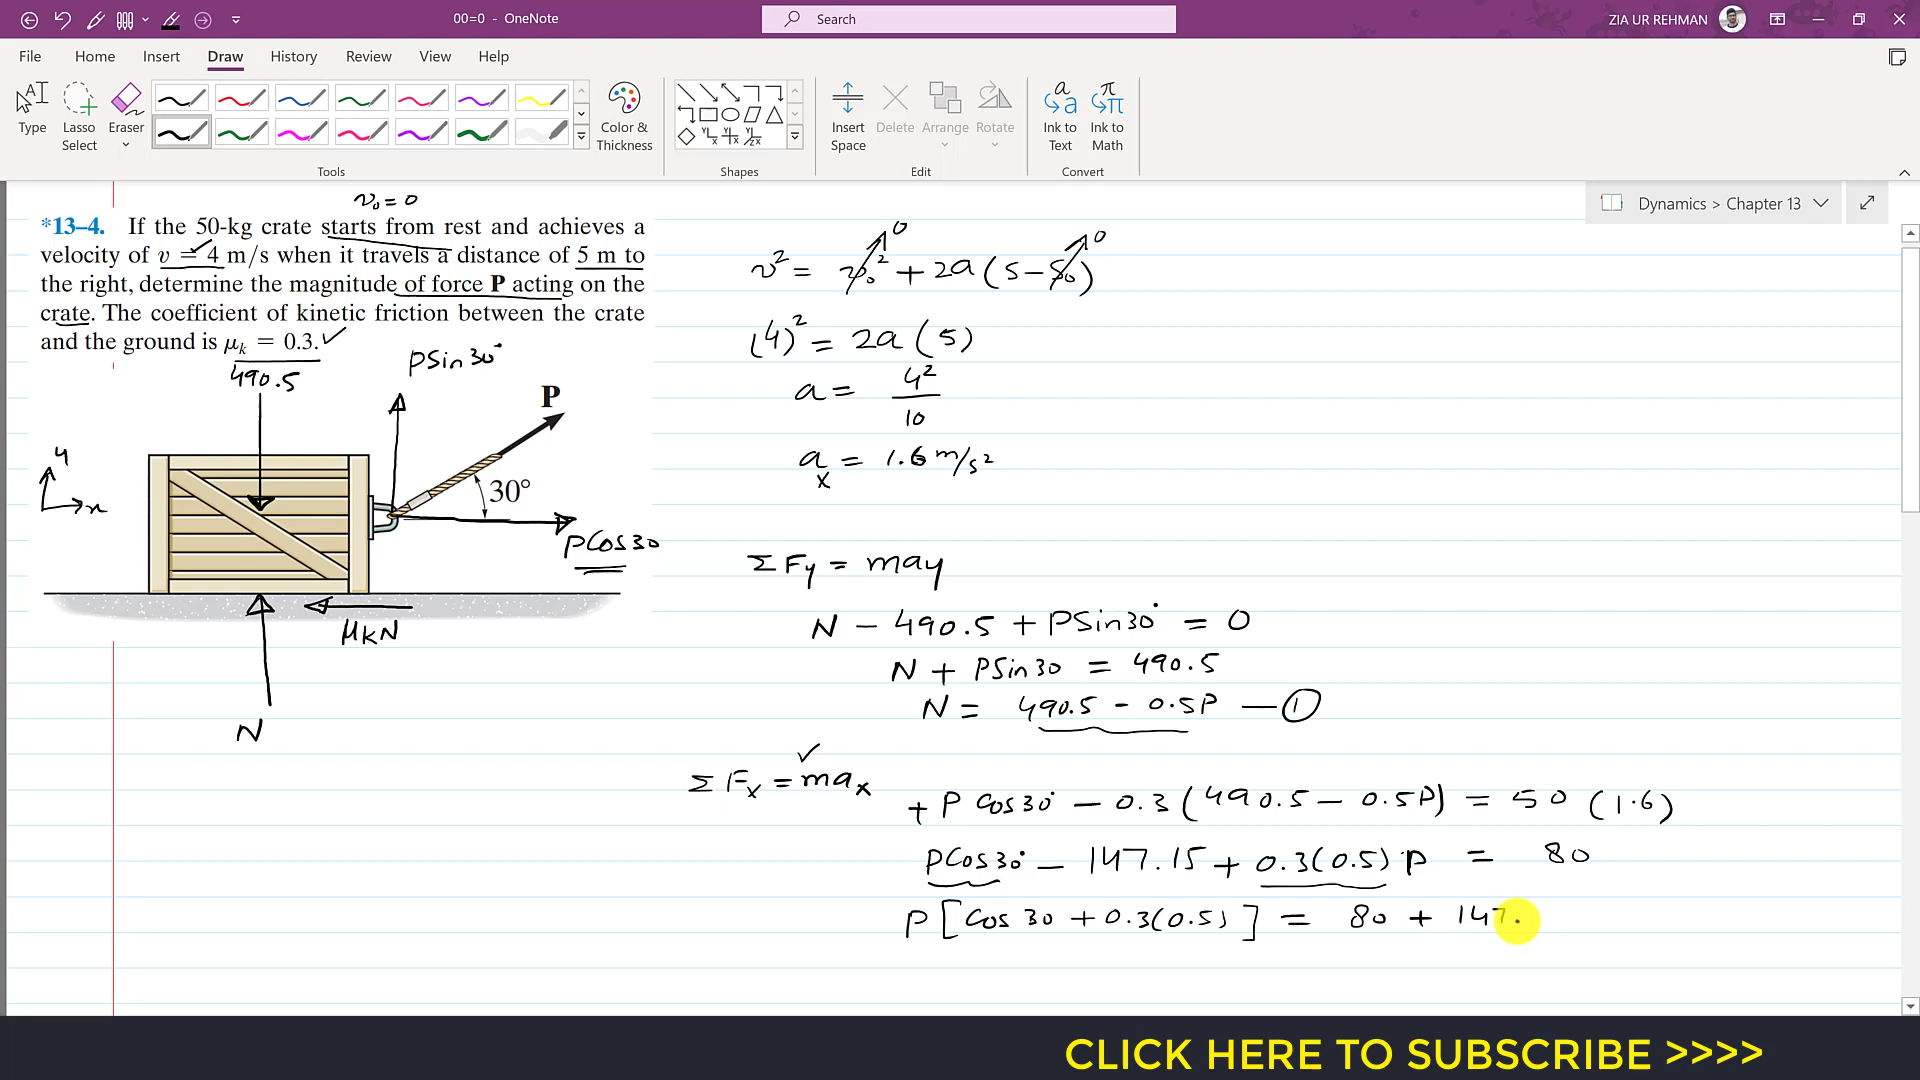 00=0 - OneNote
Search
ZIA UR REHMAN
File Home Insert Draw History Review View Help
Type
Lasso Select
Eraser
Color & Thickness
Insert Space
Delete
Arrange
Rotate
Ink to Text
Ink to Math
Tools
Shapes
Edit
Convert
Dynamics > Chapter 13
v₀ = 0
*13–4. If the 50-kg crate starts from rest and achieves a
velocity of v = 4 m/s when it travels a distance of 5 m to
the right, determine the magnitude of force P acting on the
crate. The coefficient of kinetic friction between the crate
and the ground is μk = 0.3.
490.5
PSin30°
P
30°
y
x
PCos30
μkN
N
v² = v₀² + 2a (s - s₀)
0
0
(4)² = 2a (5)
a = 4²/10
ax = 1.6 m/s²
ΣFy = may
N - 490.5 + PSin30° = 0
N + PSin30 = 490.5
N = 490.5 - 0.5P — ①
ΣFx = max
+ P Cos30° - 0.3 (490.5 - 0.5P) = 50 (1.6)
PCos30° - 147.15 + 0.3(0.5) P = 80
P [Cos 30 + 0.3(0.5)] = 80 + 147.
CLICK HERE TO SUBSCRIBE >>>>